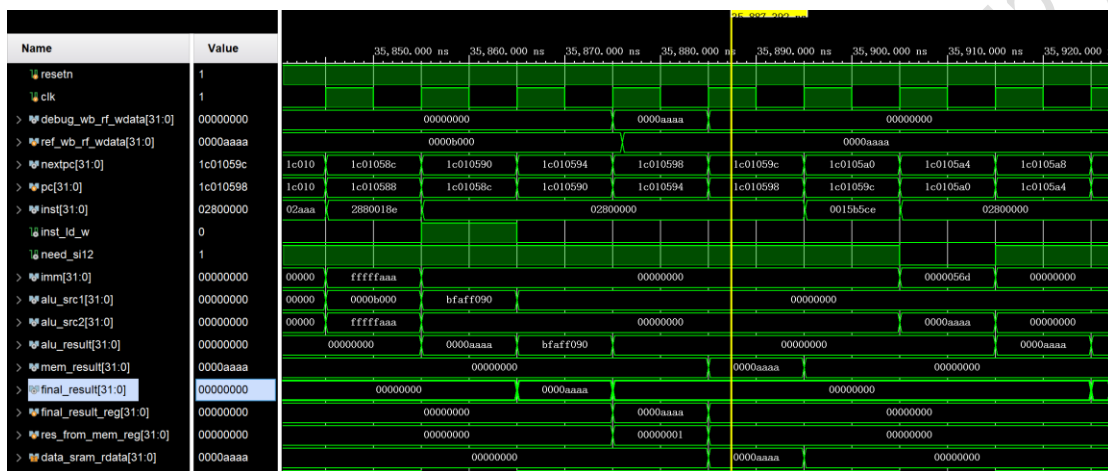 35,887.392 ns
Name Value 35,850.000 ns 35,860.000 ns 35,870.000 ns 35,880.000 ns 35,890.000 ns 35,900.000 ns 35,910.000 ns 35,920.000
resetn 1
clk 1
debug_wb_rf_wdata[31:0] 00000000 00000000 0000aaaa 00000000
ref_wb_rf_wdata[31:0] 0000aaaa 0000b000 0000aaaa
nextpc[31:0] 1c01059c 1c010 1c01058c 1c010590 1c010594 1c010598 1c01059c 1c0105a0 1c0105a4 1c0105a8
pc[31:0] 1c010598 1c010 1c010588 1c01058c 1c010590 1c010594 1c010598 1c01059c 1c0105a0 1c0105a4
inst[31:0] 02800000 02aaa 2880018e 02800000 0015b5ce 02800000
inst_ld_w 0
need_si12 1
imm[31:0] 00000000 00000 fffffaaa 00000000 0000056d 00000000
alu_src1[31:0] 00000000 00000 0000b000 bfaff090 00000000
alu_src2[31:0] 00000000 00000 fffffaaa 00000000 0000aaaa 00000000
alu_result[31:0] 00000000 00000000 0000aaaa bfaff090 00000000 0000aaaa
mem_result[31:0] 0000aaaa 00000000 0000aaaa 00000000
final_result[31:0] 00000000 00000000 0000aaaa 00000000
final_result_reg[31:0] 00000000 00000000 0000aaaa 00000000
res_from_mem_reg[31:0] 00000000 00000000 00000001 00000000
data_sram_rdata[31:0] 0000aaaa 00000000 0000aaaa 00000000